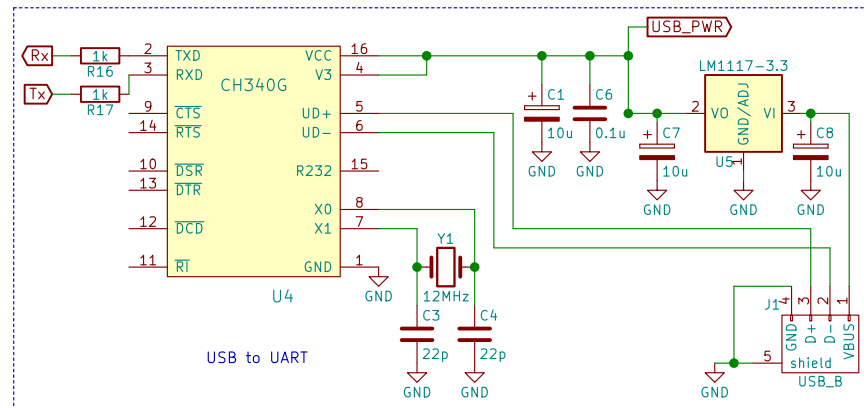 USB_PWR
Rx
1k
R16
Tx
1k
R17
2
TXD
3
RXD
9
CTS
14
RTS
10
DSR
13
DTR
12
DCD
11
RI
CH340G
VCC
16
V3
4
UD+
5
UD-
6
R232
15
X0
8
X1
7
GND
1
U4
GND
+
C1
10u
GND
C6
0.1u
GND
+
C7
10u
GND
LM1117-3.3
2
VO
GND/ADJ
VI
3
U5
1
GND
+
C8
10u
GND
Y1
12MHz
C3
22p
GND
C4
22p
GND
USB to UART
J1
4
3
2
1
GND
D+
D-
VBUS
5
shield
USB_B
GND